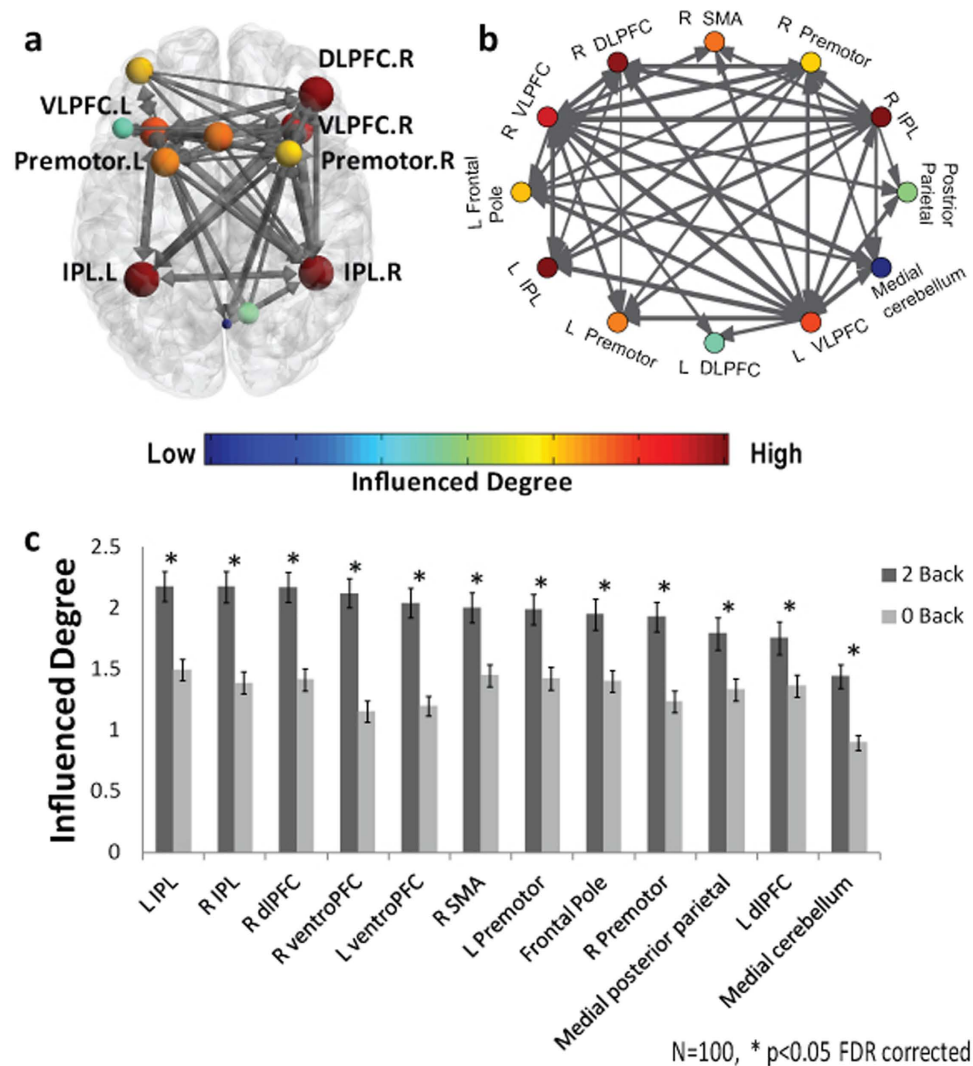 a
DLPFC.R
VLPFC.L
VLPFC.R
Premotor.L
Premotor.R
IPL.L
IPL.R
b
R SMA
R DLPFC
R Premotor
R VLPFC
R IPL
L Frontal
Pole
Posterior
Parietal
L IPL
Medial
cerebellum
L Premotor
L VLPFC
L DLPFC
Low
High
Influenced Degree
c
Influenced Degree
2.5
2
1.5
1
0.5
0
* * * * * * * * * * * *
2 Back
0 Back
L IPL
R IPL
R dlPFC
R ventroPFC
L ventroPFC
R SMA
L Premotor
Frontal Pole
R Premotor
Medial posterior parietal
L dlPFC
Medial cerebellum
N=100, * p<0.05 FDR corrected